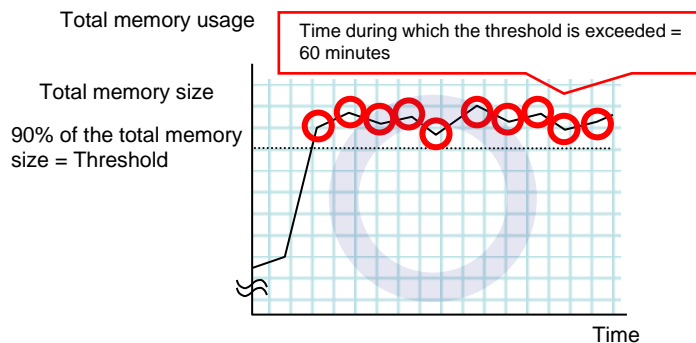 Total memory usage
Time during which the threshold is exceeded =
60 minutes
Total memory size
90% of the total memory
size = Threshold
Time